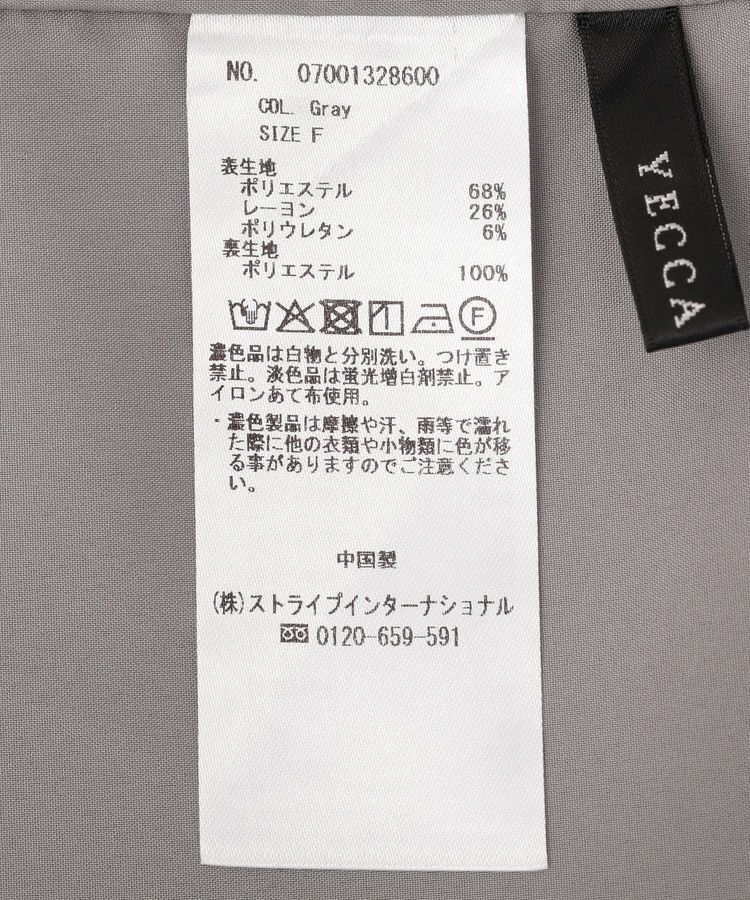 NO. 07001328600
COL. Gray
SIZE F
表生地
ポリエステル 68%
レーヨン 26%
ポリウレタン 6%
裏生地
ポリエステル 100%
F
濃色品は白物と分別洗い。つけ置き
禁止。淡色品は蛍光増白剤禁止。ア
イロンあて布使用。
・濃色製品は摩擦や汗、雨等で濡れ
た際に他の衣類や小物類に色が移
る事がありますのでご注意くださ
い。
中国製
(株)ストライプインターナショナル
0120-659-591
YECCA